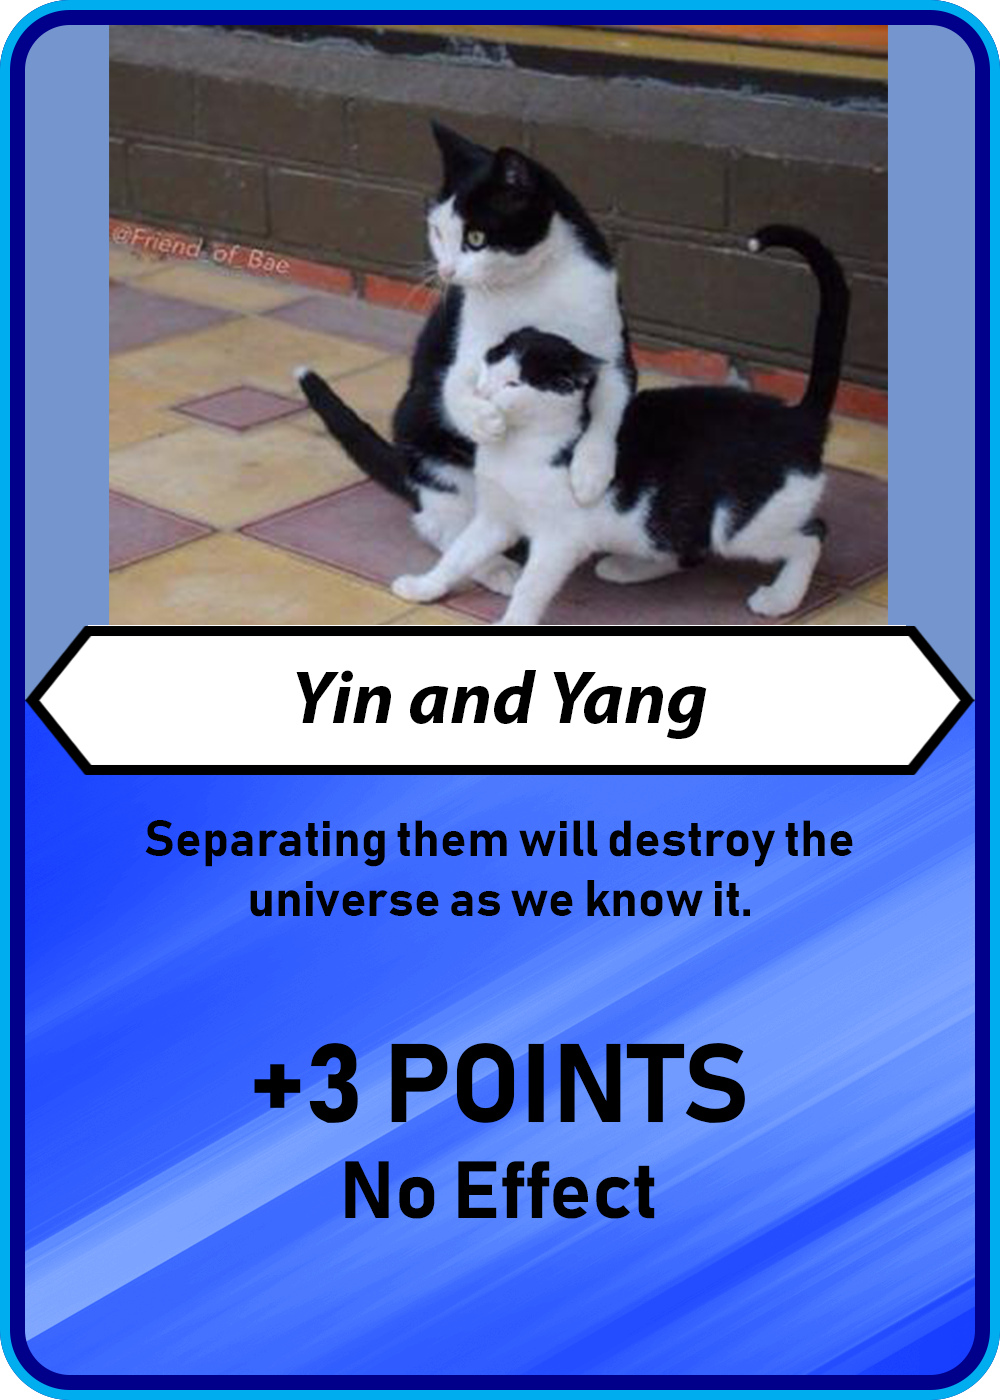 @Friend_of_Bae
Yin and Yang
Separating them will destroy the
universe as we know it.
+3 POINTS
No Effect